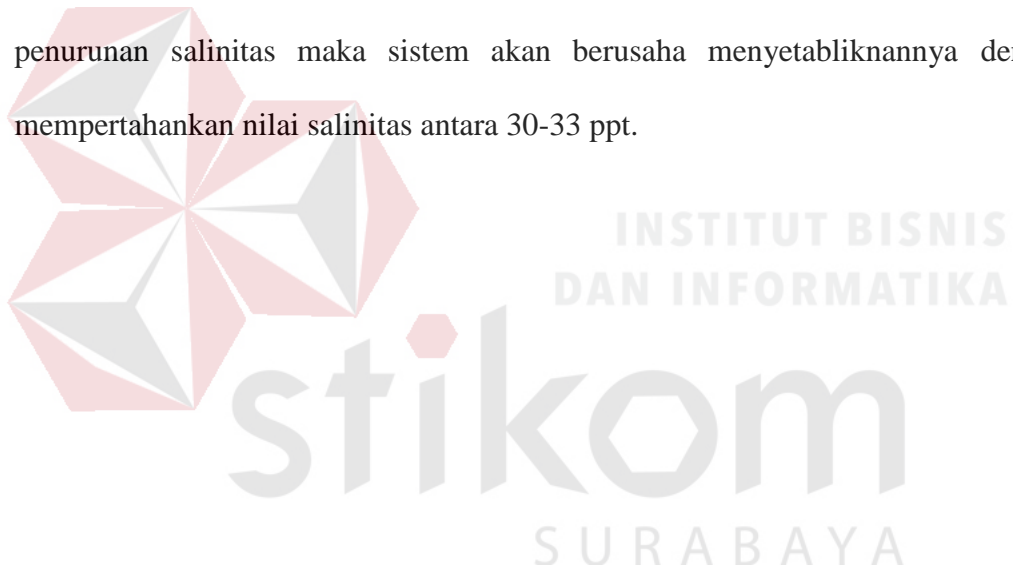 penurunan salinitas maka sistem akan berusaha menyetabliknannya
mempertahankan nilai salinitas antara 30-33 ppt.
INSTITUT BISNIS
DAN INFORMATIKA
stikom
SURABAYA